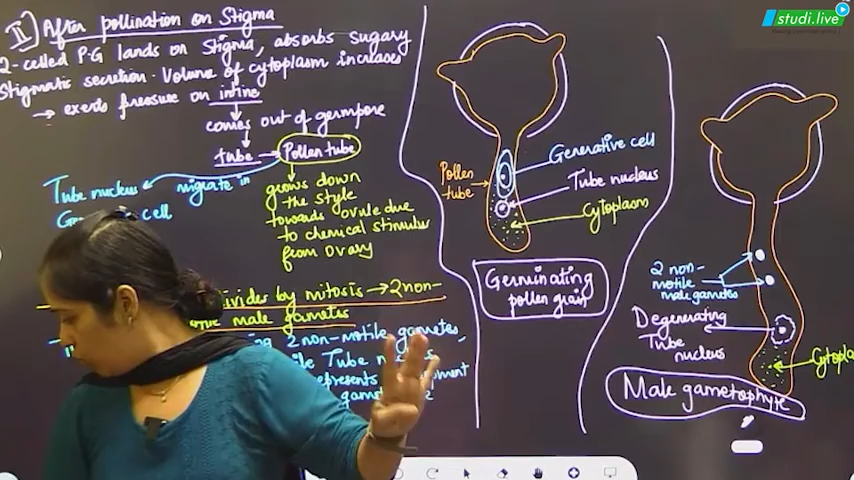 II] After pollination on Stigma
2-celled P.G lands on Stigma, absorbs sugary
Stigmatic secretion. Volume of cytoplasm increases
→ exerts pressure on intine
comes out of germpore
tube → Pollen tube
Tube nucleus migrate in
cell
grows down
the style
towards ovule due
to chemical stimulus
from ovary
divides by mitosis → 2 non-
male gametes
2 non-motile gametes
Tube
represents
Pollen
tube
Generative cell
Tube nucleus
Cytoplasm
Germinating
pollen grain
2 non-
motile
male gametes
Degenerating
Tube
nucleus
Male gametophyte
studi.live